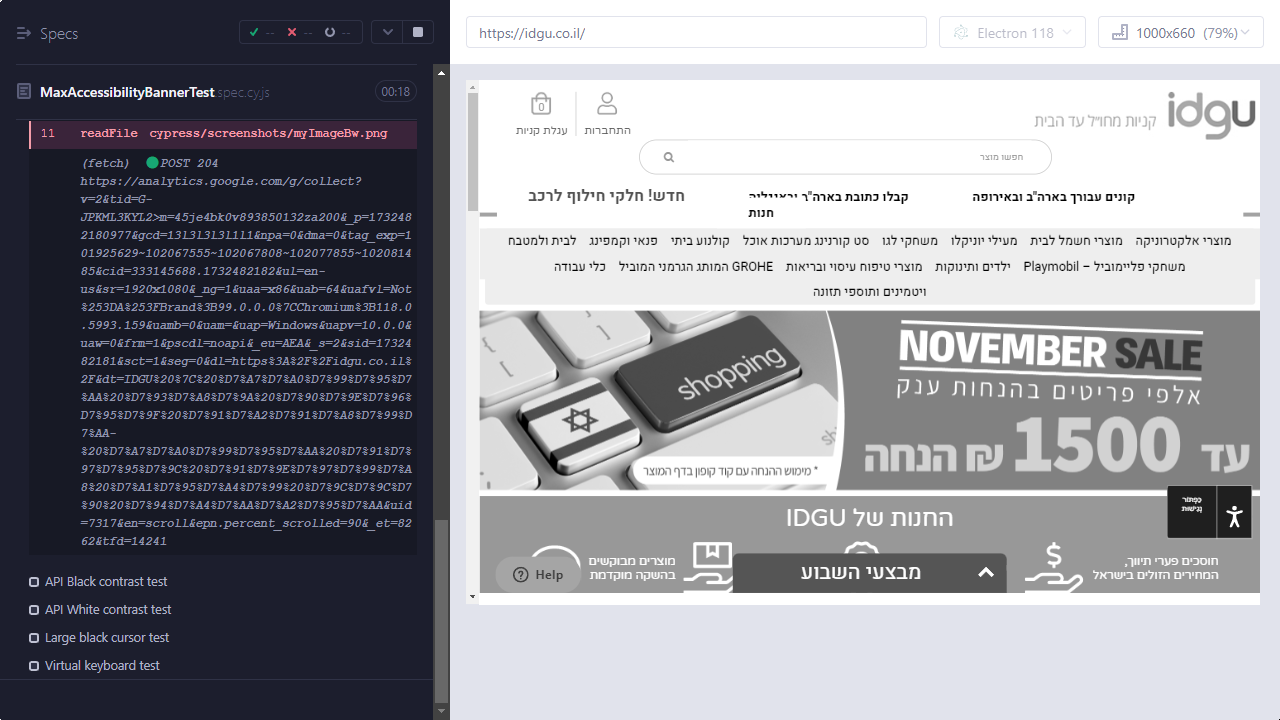 Specs
-- -- --
MaxAccessibilityBannerTest.spec.cy.js
00:18
11 readFile cypress/screenshots/myImageBw.png
(fetch) POST 204
https://analytics.google.com/g/collect?
v=2&tid=G-
JPKML3KYL2>m=45je4bk0v893850132za200&_p=173248
2180977&gcd=13l3l3l3l1l1&npa=0&dma=0&tag_exp=1
01925629~102067555~102067808~102077855~1020814
85&cid=333145688.1732482182&ul=en-
us&sr=1920x1080&_ng=1&uaa=x86&uab=64&uafvl=Not
%253DA%253FBrand%3B99.0.0.0%7CChromium%3B118.0
.5993.159&uamb=0&uam=&uap=Windows&uapv=10.0.0&
uaw=0&frm=1&pscdl=noapi&_eu=AEA&_s=2&sid=17324
82181&sct=1&seg=0&dl=https%3A%2F%2Fidgu.co.il%
2F&dt=IDGU%20%7C%20%D7%A7%D7%A0%D7%99%D7%95%D7
%AA%20%D7%93%D7%A8%D7%9A%20%D7%90%D7%9E%D7%96%
D7%95%D7%9F%20%D7%91%D7%A2%D7%91%D7%A8%D7%99%D
7%AA-
%20%D7%A7%D7%A0%D7%99%D7%95%D7%AA%20%D7%91%D7%
97%D7%95%D7%9C%20%D7%91%D7%9E%D7%97%D7%99%D7%A
8%20%D7%A1%D7%95%D7%A4%D7%99%20%D7%9C%D7%9C%D7
%90%20%D7%94%D7%A4%D7%AA%D7%A2%D7%95%D7%AA&uid
=7317&en=scroll&epn.percent_scrolled=90&_et=82
62&tfd=14241
API Black contrast test
API White contrast test
Large black cursor test
Virtual keyboard test
https://idgu.co.il/
Electron 118
1000x660 (79%)
idgu
קניות מחו״ל עד הבית
התחברות
0
עגלת קניות
חפשו מוצר
קונים עבורך בארה"ב ובאירופה
קבלו כתובת בארה"ב
חנות
חדש! חלקי חילוף לרכב
מוצרי אלקטרוניקה מוצרי חשמל לבית מעילי יוניקלו משחקי לגו סט קורנינג מערכות אוכל קולנוע ביתי פנאי וקמפינג לבית ולמטבח
משחקי פליימוביל – Playmobil ילדים ותינוקות מוצרי טיפוח עיסוי ובריאות GROHE המותג הגרמני המוביל כלי עבודה
ויטמינים ותוספי תזונה
shopping
NOVEMBER SALE
אלפי פריטים בהנחות ענק
עד 1500 ₪ הנחה
* מימוש ההנחה עם קוד קופון בדף המוצר
כַּפְתּוֹר
נְגִישׁוּת
החנות של IDGU
חוסכים פערי תיווך,
המחירים הזולים בישראל
מוצרים מבוקשים
בהשקה מוקדמת
מבצעי השבוע
Help